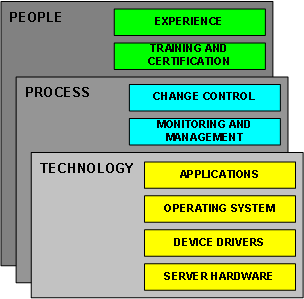 PEOPLE
EXPERIENCE
TRAINING AND
CERTIFICATION
PROCESS
CHANGE CONTROL
MONITORING AND
MANAGEMENT
TECHNOLOGY
APPLICATIONS
OPERATING SYSTEM
DEVICE DRIVERS
SERVER HARDWARE